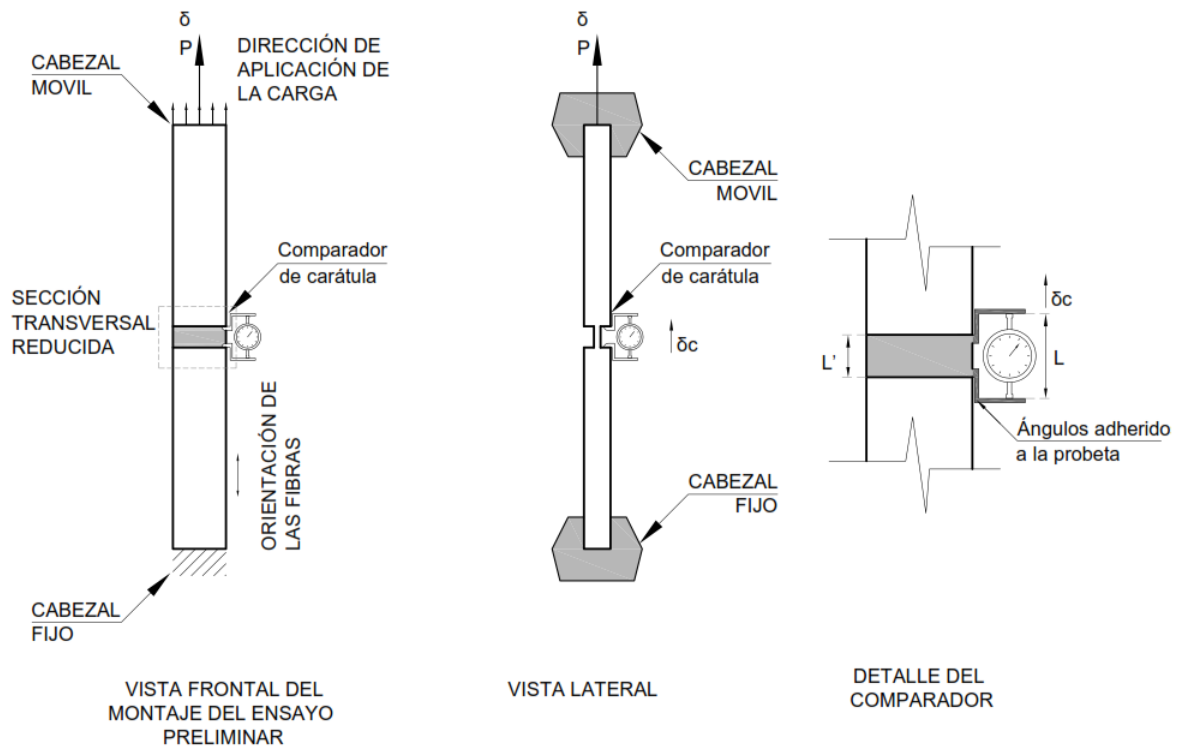 δ
P
DIRECCIÓN DE
APLICACIÓN DE
LA CARGA
CABEZAL
MOVIL
Comparador
de carátula
SECCIÓN
TRANSVERSAL
REDUCIDA
ORIENTACIÓN DE
LAS FIBRAS
CABEZAL
FIJO
VISTA FRONTAL DEL
MONTAJE DEL ENSAYO
PRELIMINAR
δ
P
CABEZAL
MOVIL
Comparador
de carátula
δc
CABEZAL
FIJO
VISTA LATERAL
δc
L'
L
Ángulos adherido
a la probeta
DETALLE DEL
COMPARADOR